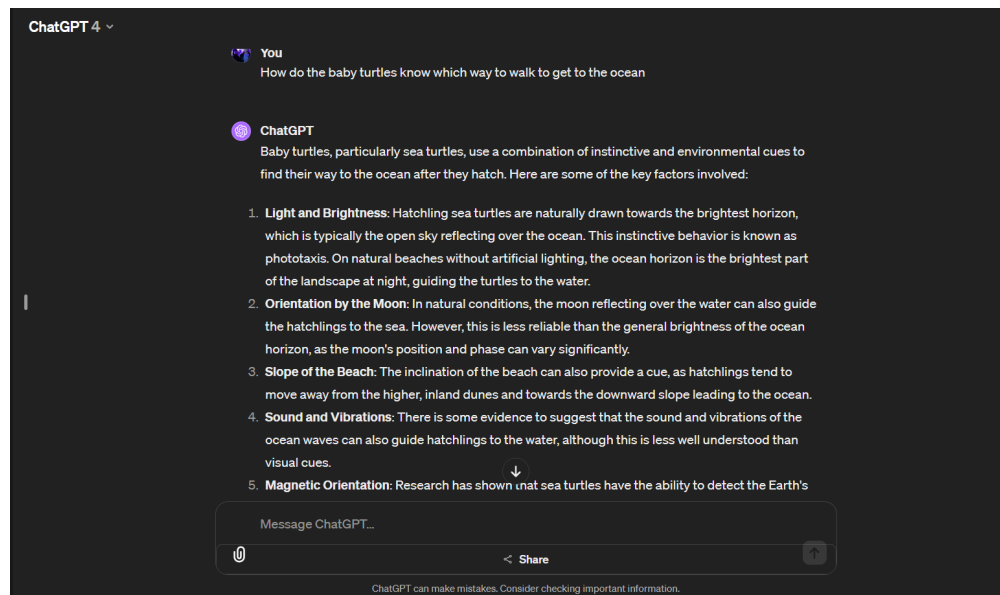 ChatGPT 4
You
How do the baby turtles know which way to walk to get to the ocean
ChatGPT
Baby turtles, particularly sea turtles, use a combination of instinctive and environmental cues to
find their way to the ocean after they hatch. Here are some of the key factors involved:
1. Light and Brightness: Hatchling sea turtles are naturally drawn towards the brightest horizon,
which is typically the open sky reflecting over the ocean. This instinctive behavior is known as
phototaxis. On natural beaches without artificial lighting, the ocean horizon is the brightest part
of the landscape at night, guiding the turtles to the water.
2. Orientation by the Moon: In natural conditions, the moon reflecting over the water can also guide
the hatchlings to the sea. However, this is less reliable than the general brightness of the ocean
horizon, as the moon's position and phase can vary significantly.
3. Slope of the Beach: The inclination of the beach can also provide a cue, as hatchlings tend to
move away from the higher, inland dunes and towards the downward slope leading to the ocean.
4. Sound and Vibrations: There is some evidence to suggest that the sound and vibrations of the
ocean waves can also guide hatchlings to the water, although this is less well understood than
visual cues.
5. Magnetic Orientation: Research has shown that sea turtles have the ability to detect the Earth's
Message ChatGPT...
Share
ChatGPT can make mistakes. Consider checking important information.